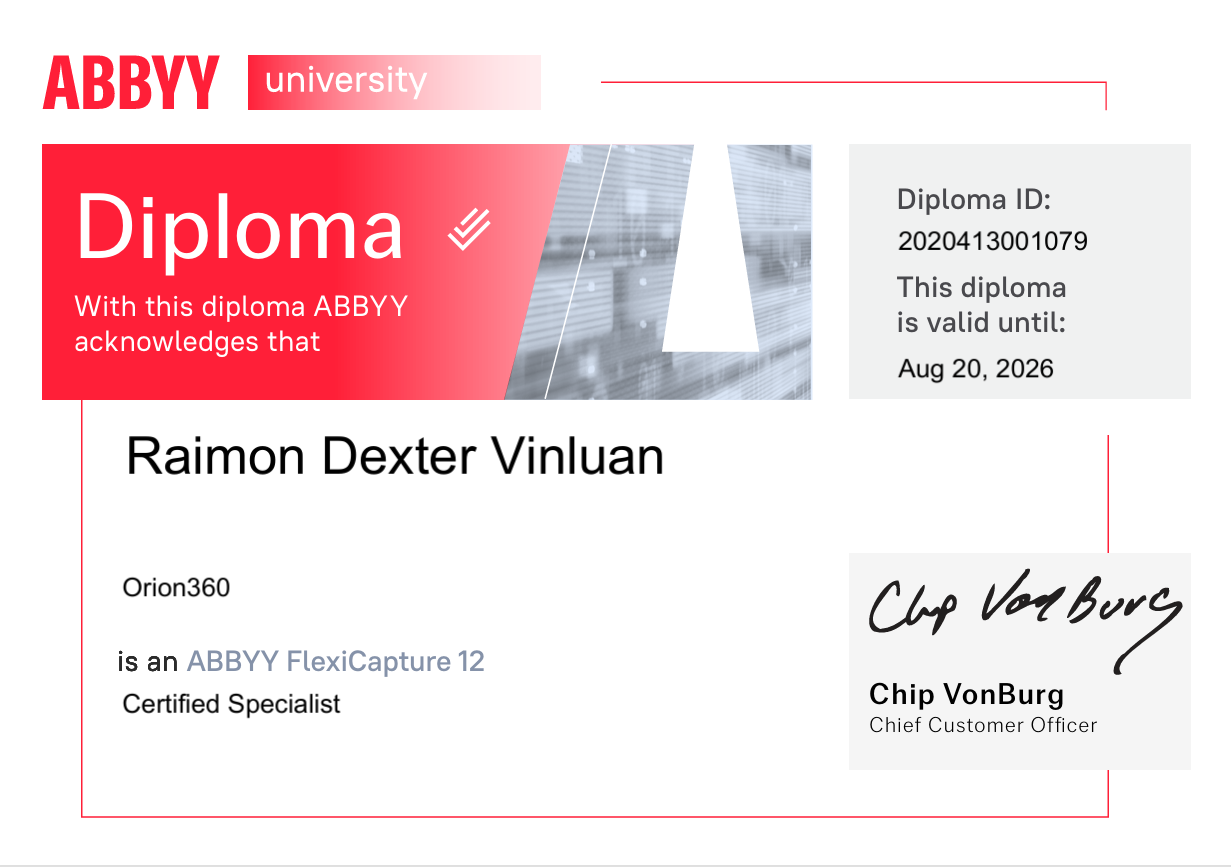 ABBYY university
Diploma
With this diploma ABBYY
acknowledges that
Diploma ID:
2020413001079
This diploma
is valid until:
Aug 20, 2026
Raimon Dexter Vinluan
Orion360
is an ABBYY FlexiCapture 12
Certified Specialist
Chip VonBurg
Chip VonBurg
Chief Customer Officer